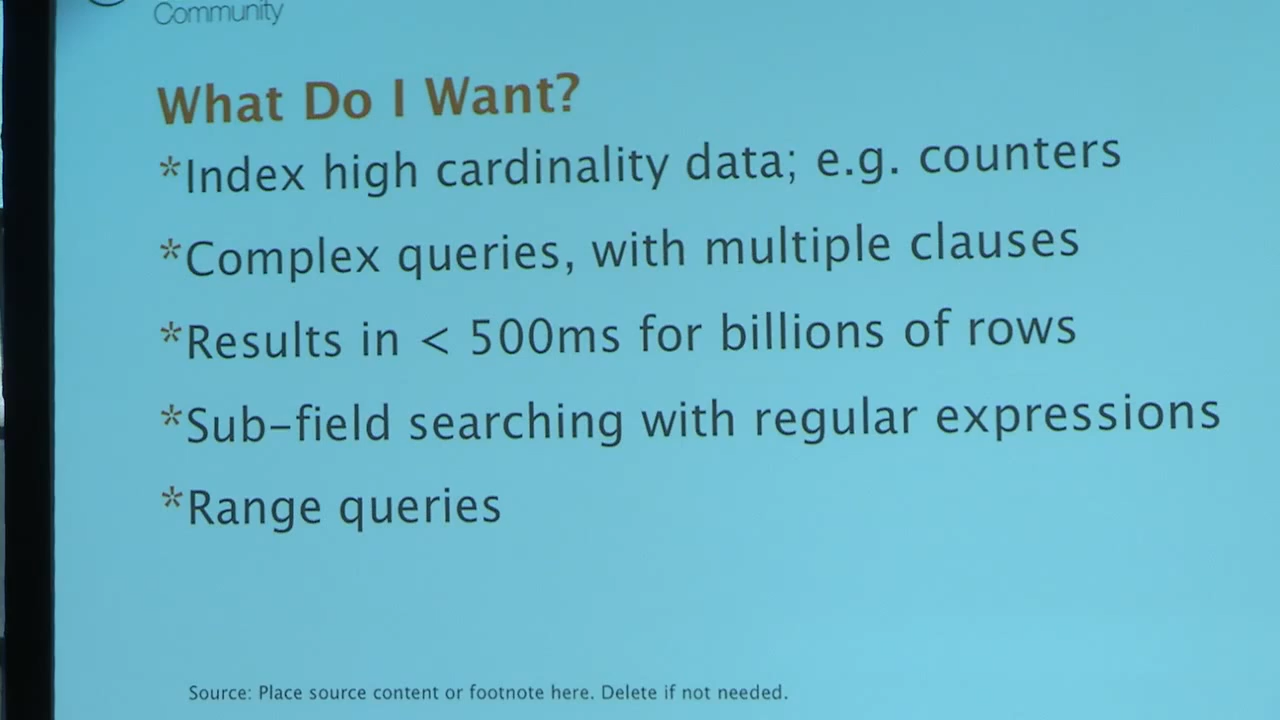 Community
What Do I Want?
*Index high cardinality data; e.g. counters
*Complex queries, with multiple clauses
*Results in < 500ms for billions of rows
*Sub-field searching with regular expressions
*Range queries
Source: Place source content or footnote here. Delete if not needed.